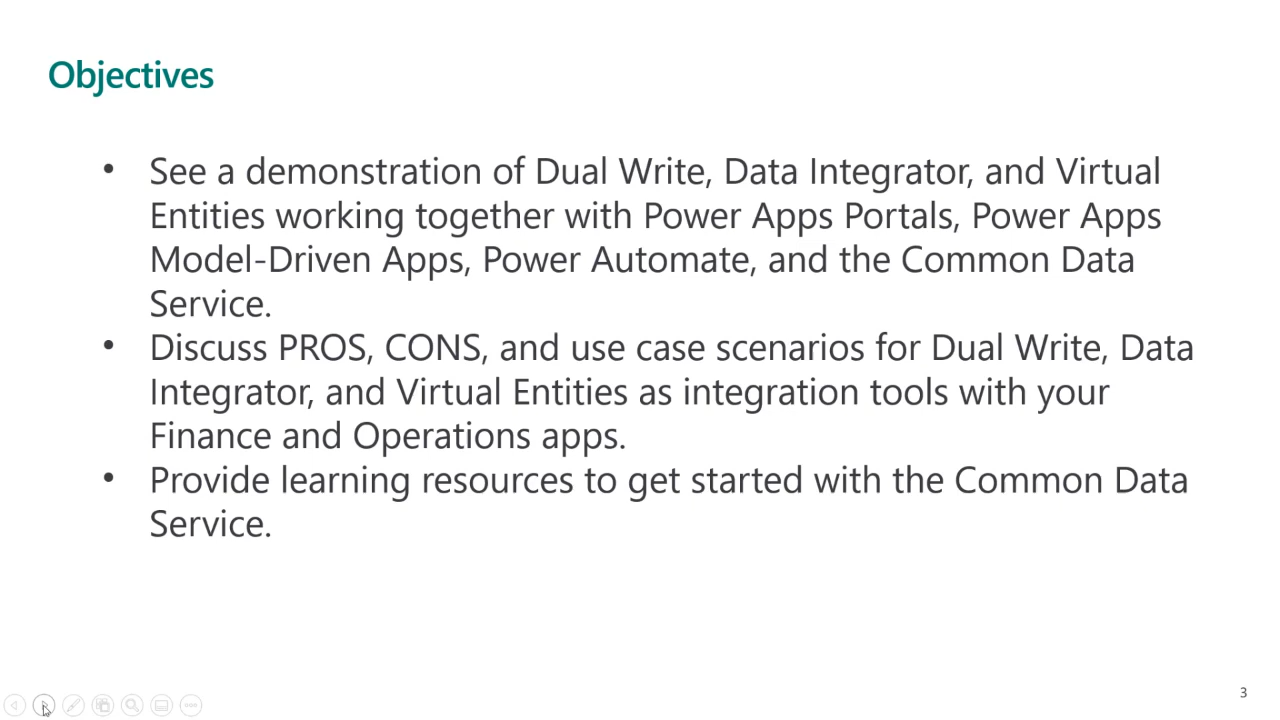 Objectives
• See a demonstration of Dual Write, Data Integrator, and Virtual
Entities working together with Power Apps Portals, Power Apps
Model-Driven Apps, Power Automate, and the Common Data
Service.
• Discuss PROS, CONS, and use case scenarios for Dual Write, Data
Integrator, and Virtual Entities as integration tools with your
Finance and Operations apps.
• Provide learning resources to get started with the Common Data
Service.
3